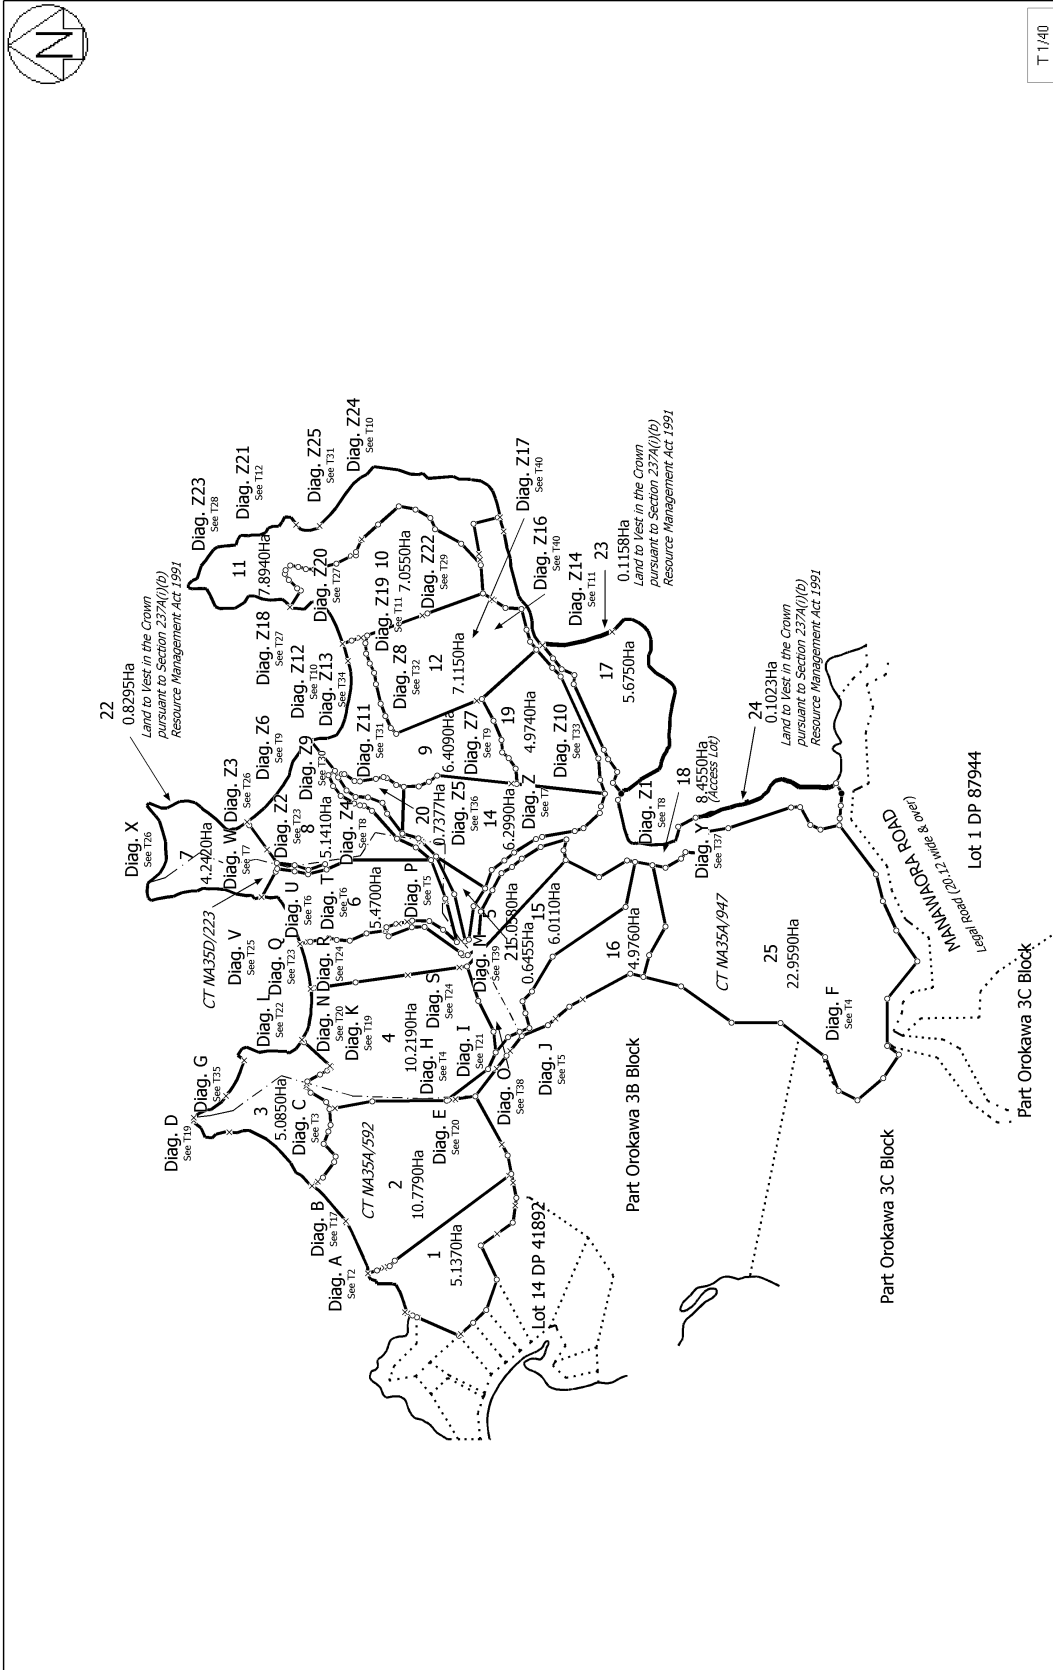 N
T 1/40
22
0.8295Ha
Land to Vest in the Crown
pursuant to Section 237A(i)(b)
Resource Management Act 1991
Diag. X
See T26
7
4.2420Ha
Diag. W
See T7
Diag. Z3
See T26
Diag. Z6
See T9
CT NA35D/223
Diag. V
See T25
Diag. U
See T6
Diag. Z2
See T23
8
5.1410Ha
Diag. Z9
See T30
Diag. Z4
See T8
Diag. T
See T6
6
5.4700Ha
Diag. Q
See T23
Diag. R
See T24
Diag. L
See T22
Diag. N
See T20
Diag. K
See T19
4
10.2190Ha
Diag. H
See T4
Diag. S
See T24
Diag. I
See T21
Diag. P
See T5
Diag. M
See T39
Diag. O
See T38
Diag. J
See T5
Diag. D
See T19
Diag. G
See T35
3
5.0850Ha
Diag. C
See T3
Diag. E
See T20
CT NA35A/592
2
10.7790Ha
Diag. B
See T17
Diag. A
See T2
1
5.1370Ha
Lot 14 DP 41892
Diag. Z23
See T28
Diag. Z21
See T12
Diag. Z25
See T31
Diag. Z24
See T10
11
7.8940Ha
Diag. Z20
See T27
Diag. Z18
See T27
Diag. Z12
See T10
Diag. Z13
See T34
Diag. Z19
See T11
10
7.0550Ha
Diag. Z22
See T29
Diag. Z11
See T31
Diag. Z8
See T32
12
7.1150Ha
9
6.4090Ha
Diag. Z7
See T9
20
0.7377Ha
Diag. Z5
See T36
14
6.2990Ha
Diag. Z
See T7
19
4.9740Ha
Diag. Z10
See T33
Diag. Z17
See T40
Diag. Z16
See T40
Diag. Z14
See T11
23
0.1158Ha
Land to Vest in the Crown
pursuant to Section 237A(i)(b)
Resource Management Act 1991
17
5.6750Ha
5
21
0.6455Ha
15
6.0110Ha
16
4.9760Ha
Diag. Z1
See T8
18
8.4550Ha
(Access Lot)
Diag. Y
See T37
24
0.1023Ha
Land to Vest in the Crown
pursuant to Section 237A(i)(b)
Resource Management Act 1991
CT NA35A/947
25
22.9590Ha
Diag. F
See T4
MANAWAORA ROAD
Legal Road (20.12 wide & over)
Lot 1 DP 87944
Part Orokawa 3B Block
Part Orokawa 3C Block
Part Orokawa 3C Block